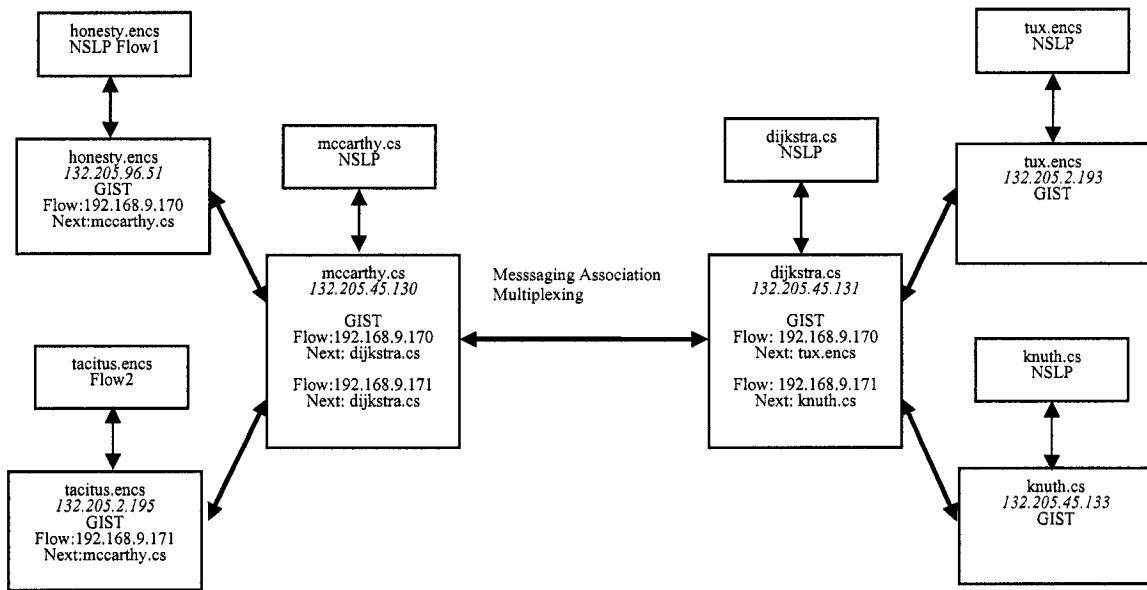 honesty.encs
NSLP Flow1
honesty.encs
132.205.96.51
GIST
Flow:192.168.9.170
Next:mccarthy.cs
tacitus.encs
Flow2
tacitus.encs
132.205.2.195
GIST
Flow:192.168.9.171
Next:mccarthy.cs
mccarthy.cs
NSLP
mccarthy.cs
132.205.45.130
GIST
Flow:192.168.9.170
Next: dijkstra.cs
Flow:192.168.9.171
Next: dijkstra.cs
Messsaging Association
Multiplexing
dijkstra.cs
NSLP
dijkstra.cs
132.205.45.131
GIST
Flow:192.168.9.170
Next: tux.encs
Flow: 192.168.9.171
Next: knuth.cs
tux.encs
NSLP
tux.encs
132.205.2.193
GIST
knuth.cs
NSLP
knuth.cs
132.205.45.133
GIST